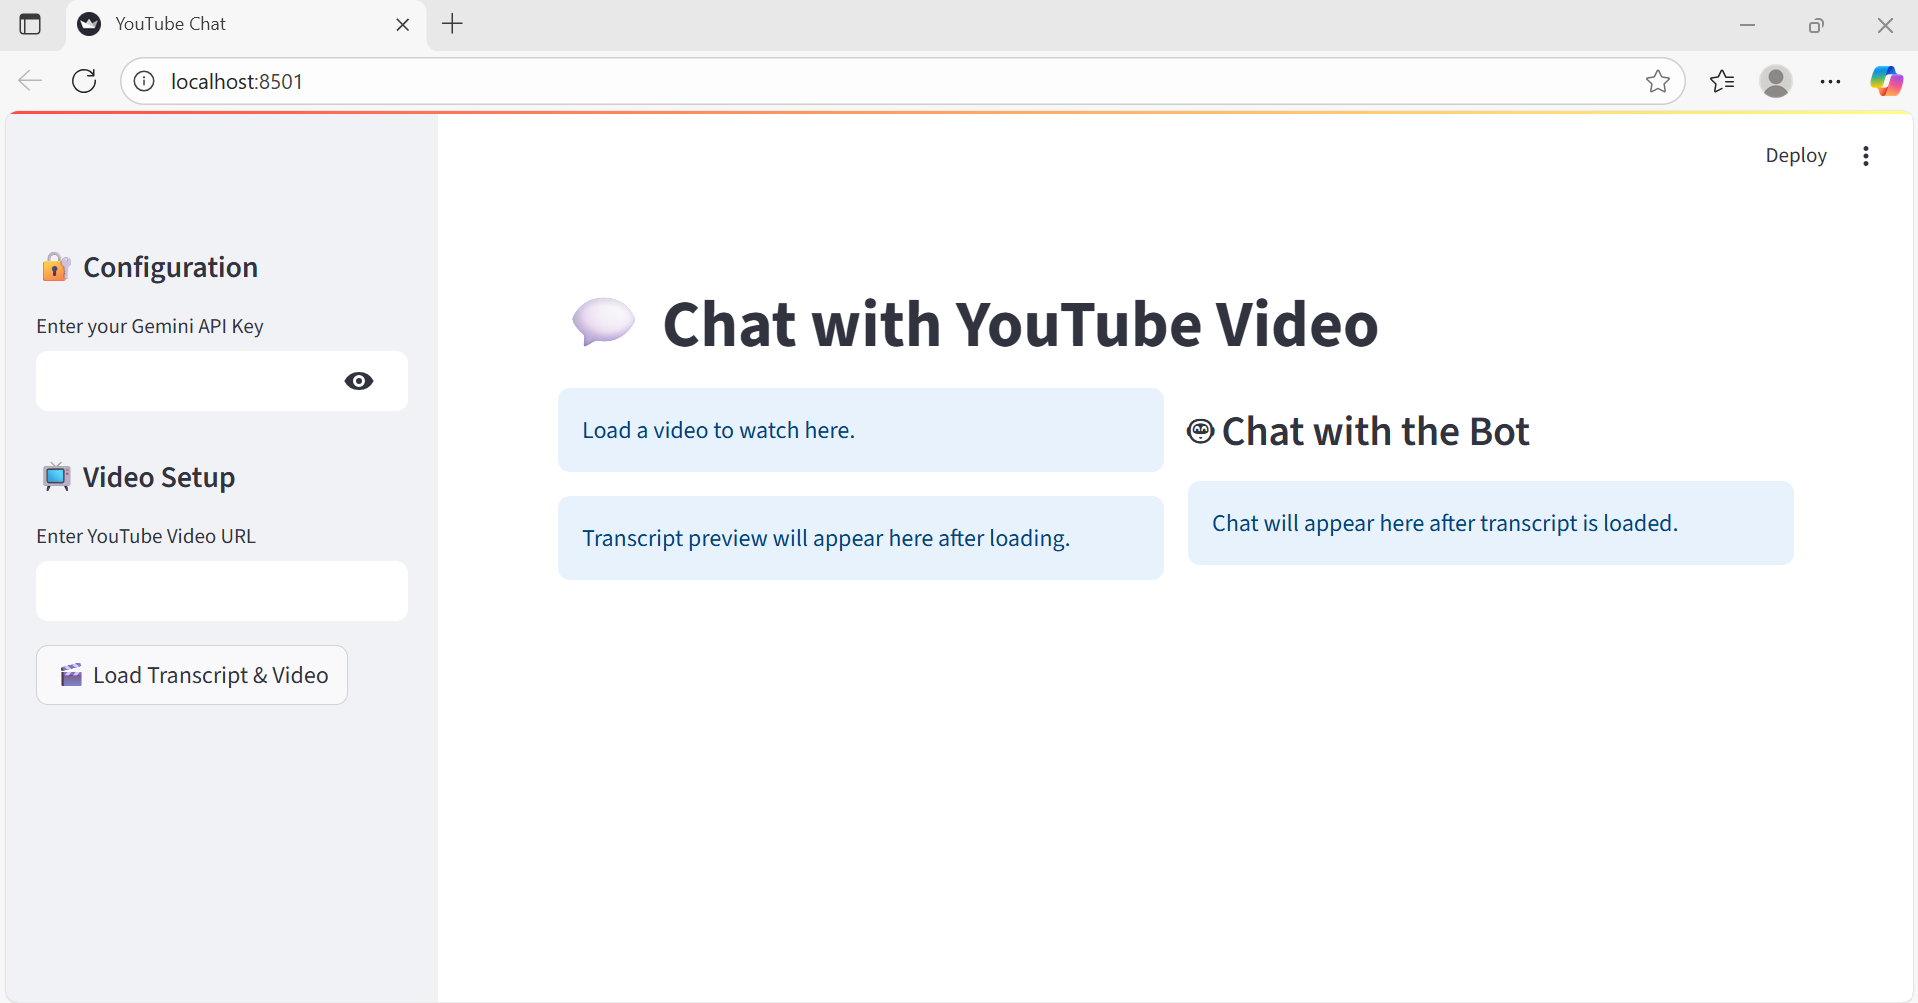 YouTube Chat
localhost:8501
Deploy
Configuration
Enter your Gemini API Key
Video Setup
Enter YouTube Video URL
Load Transcript & Video
Chat with YouTube Video
Load a video to watch here.
Transcript preview will appear here after loading.
Chat with the Bot
Chat will appear here after transcript is loaded.